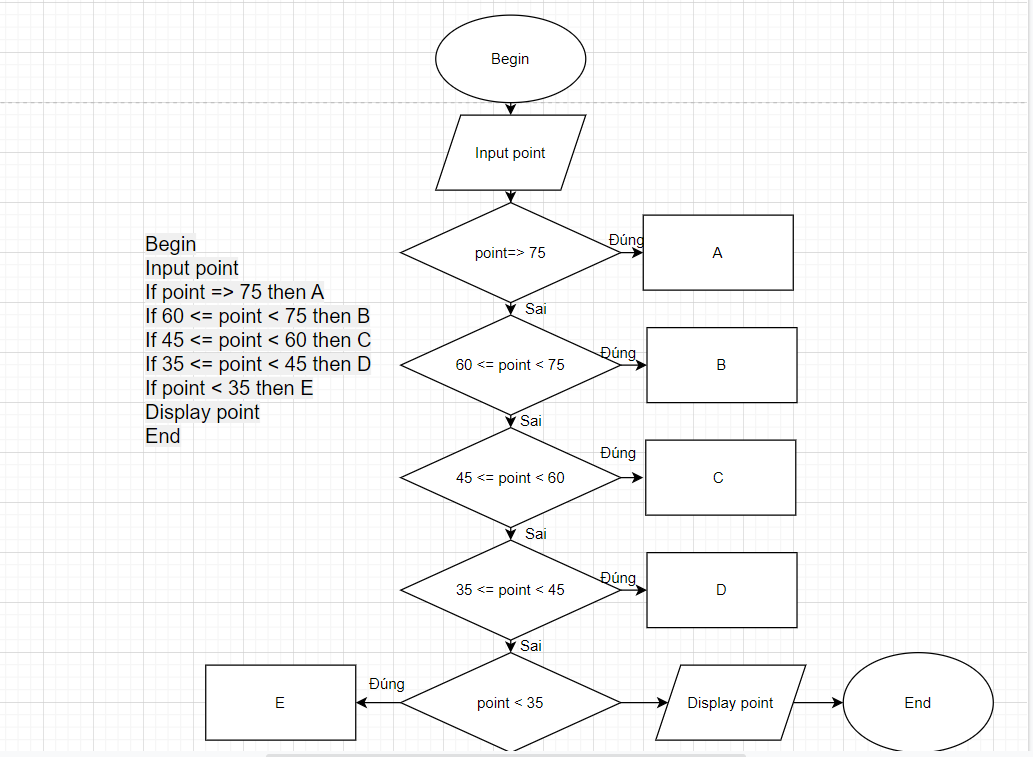 Begin
Input point
point=> 75
Đúng
A
Sai
60 <= point < 75
Đúng
B
Sai
45 <= point < 60
Đúng
C
Sai
35 <= point < 45
Đúng
D
Sai
point < 35
Đúng
E
Display point
End
Begin
Input point
If point => 75 then A
If 60 <= point < 75 then B
If 45 <= point < 60 then C
If 35 <= point < 45 then D
If point < 35 then E
Display point
End